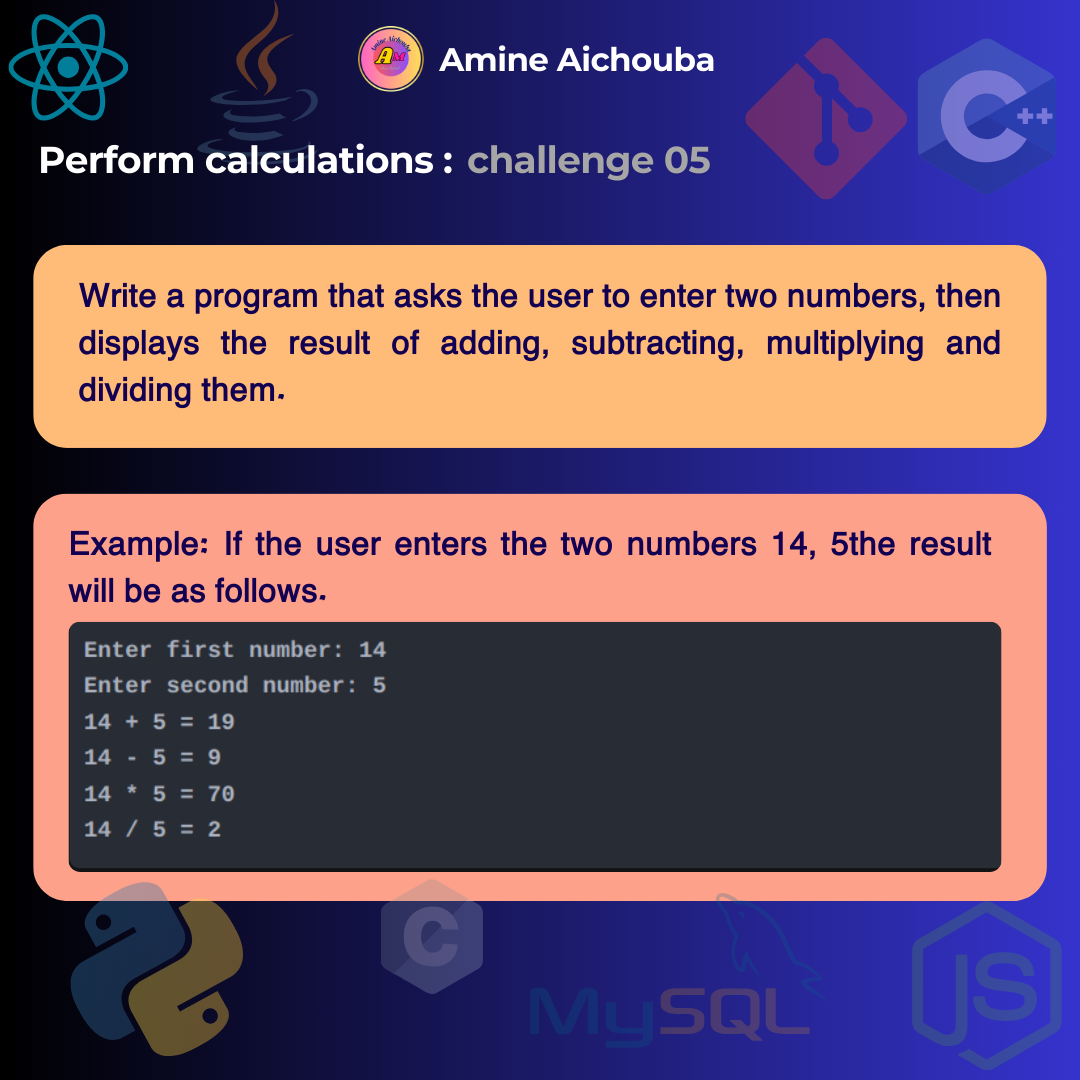 Amine Aichouba
AM
Amine Aichouba
Perform calculations : challenge 05
C++
Write a program that asks the user to enter two numbers, then
displays the result of adding, subtracting, multiplying and
dividing them.
Example: If the user enters the two numbers 14, 5the result
will be as follows.
Enter first number: 14
Enter second number: 5
14 + 5 = 19
14 - 5 = 9
14 * 5 = 70
14 / 5 = 2
C
MySQL
JS